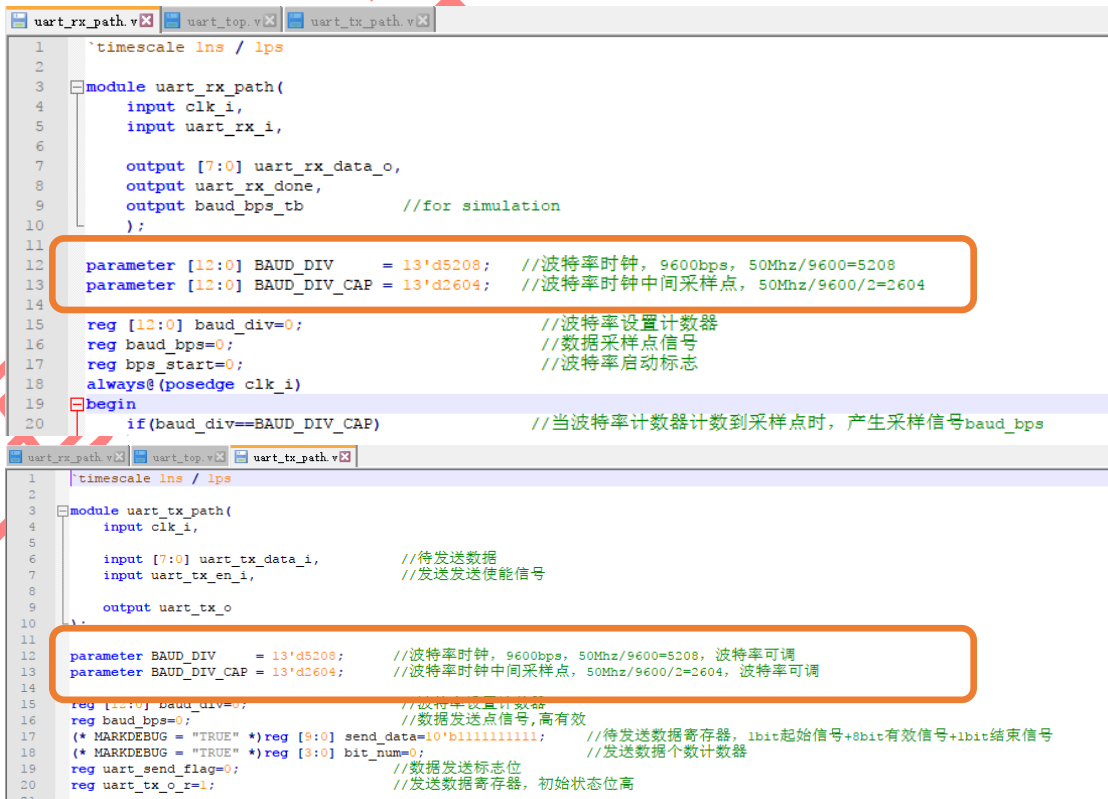 uart_rx_path.v uart_top.v uart_tx_path.v
1 `timescale 1ns / 1ps
2
3 module uart_rx_path(
4 input clk_i,
5 input uart_rx_i,
6
7 output [7:0] uart_rx_data_o,
8 output uart_rx_done,
9 output baud_bps_tb //for simulation
10 );
11
12 parameter [12:0] BAUD_DIV = 13'd5208; //波特率时钟，9600bps，50Mhz/9600=5208
13 parameter [12:0] BAUD_DIV_CAP = 13'd2604; //波特率时钟中间采样点，50Mhz/9600/2=2604
14
15 reg [12:0] baud_div=0; //波特率设置计数器
16 reg baud_bps=0; //数据采样点信号
17 reg bps_start=0; //波特率启动标志
18 always@(posedge clk_i)
19 begin
20 if(baud_div==BAUD_DIV_CAP) //当波特率计数器计数到采样点时，产生采样信号baud_bps
uart_rx_path.v uart_top.v uart_tx_path.v
1 `timescale 1ns / 1ps
2
3 module uart_tx_path(
4 input clk_i,
5
6 input [7:0] uart_tx_data_i, //待发送数据
7 input uart_tx_en_i, //发送发送使能信号
8
9 output uart_tx_o
10 );
11
12 parameter BAUD_DIV = 13'd5208; //波特率时钟，9600bps，50Mhz/9600=5208，波特率可调
13 parameter BAUD_DIV_CAP = 13'd2604; //波特率时钟中间采样点，50Mhz/9600/2=2604，波特率可调
14
15 reg [12:0] baud_div=0; //波特率设置计数器
16 reg baud_bps=0; //数据发送点信号,高有效
17 (* MARKDEBUG = "TRUE" *)reg [9:0] send_data=10'b1111111111; //待发送数据寄存器，1bit起始信号+8bit有效信号+1bit结束信号
18 (* MARKDEBUG = "TRUE" *)reg [3:0] bit_num=0; //发送数据个数计数器
19 reg uart_send_flag=0; //数据发送标志位
20 reg uart_tx_o_r=1; //发送数据寄存器，初始状态位高